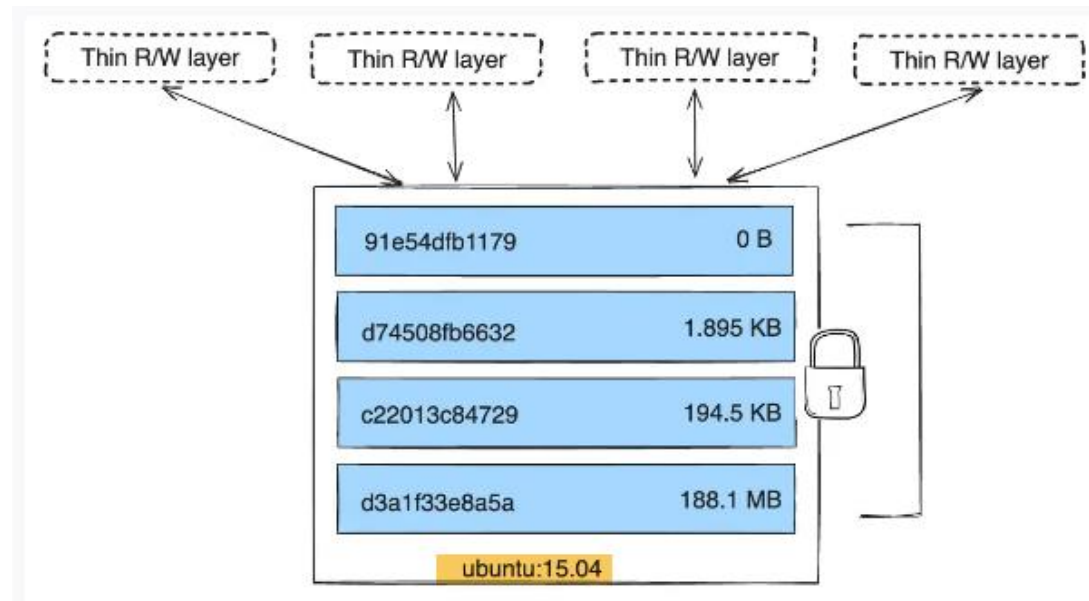 Thin R/W layer Thin R/W layer Thin R/W layer Thin R/W layer
91e54dfb1179 0 B
d74508fb6632 1.895 KB
c22013c84729 194.5 KB
d3a1f33e8a5a 188.1 MB
ubuntu:15.04